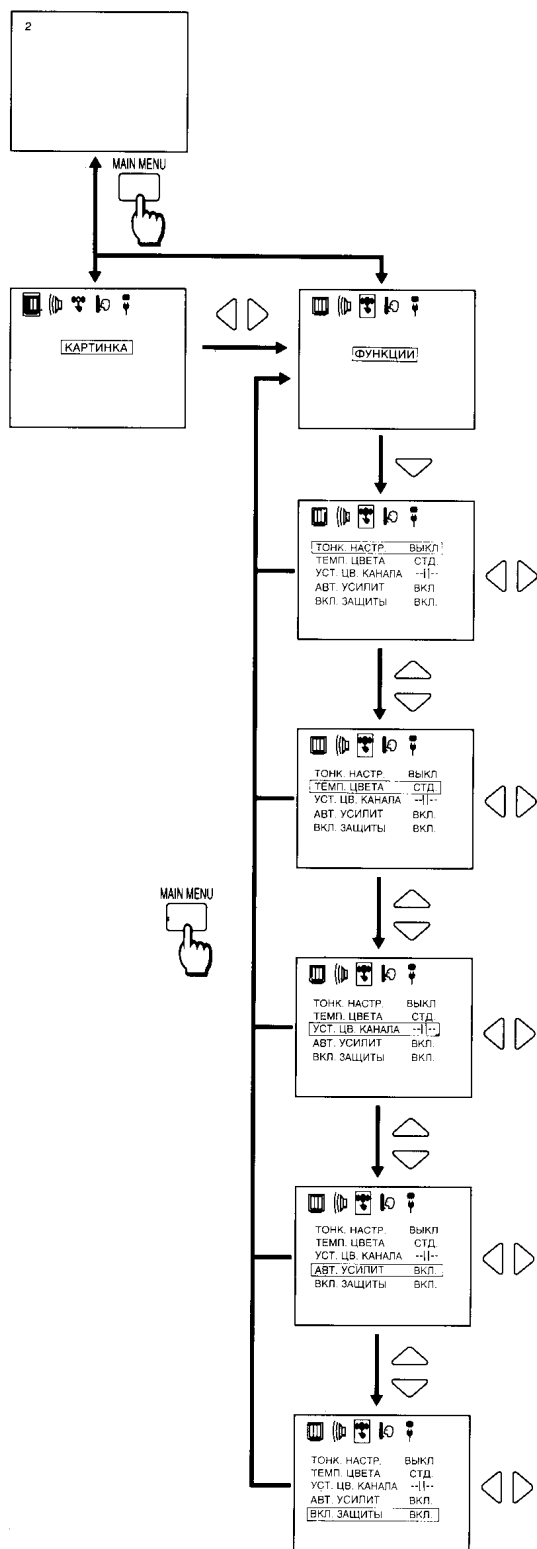 2
MAIN MENU
КАРТИНКА
ФУНКЦИИ
ТОНК. НАСТР. ВЫКЛ
ТЕМП. ЦВЕТА СТД.
УСТ. ЦВ. КАНАЛА --||--
АВТ. УСИЛИТ ВКЛ
ВКЛ. ЗАЩИТЫ ВКЛ.
ТОНК. НАСТР. ВЫКЛ
ТЕМП. ЦВЕТА СТД.
УСТ. ЦВ. КАНАЛА --||--
АВТ. УСИЛИТ ВКЛ.
ВКЛ. ЗАЩИТЫ ВКЛ.
MAIN MENU
ТОНК. НАСТР. ВЫКЛ
ТЕМП. ЦВЕТА СТД.
УСТ. ЦВ. КАНАЛА --||--
АВТ. УСИЛИТ ВКЛ.
ВКЛ. ЗАЩИТЫ ВКЛ.
ТОНК. НАСТР. ВЫКЛ
ТЕМП. ЦВЕТА СТД.
УСТ. ЦВ. КАНАЛА --||--
АВТ. УСИЛИТ ВКЛ.
ВКЛ. ЗАЩИТЫ ВКЛ.
ТОНК. НАСТР. ВЫКЛ
ТЕМП. ЦВЕТА СТД.
УСТ. ЦВ. КАНАЛА --||--
АВТ. УСИЛИТ ВКЛ.
ВКЛ. ЗАЩИТЫ ВКЛ.